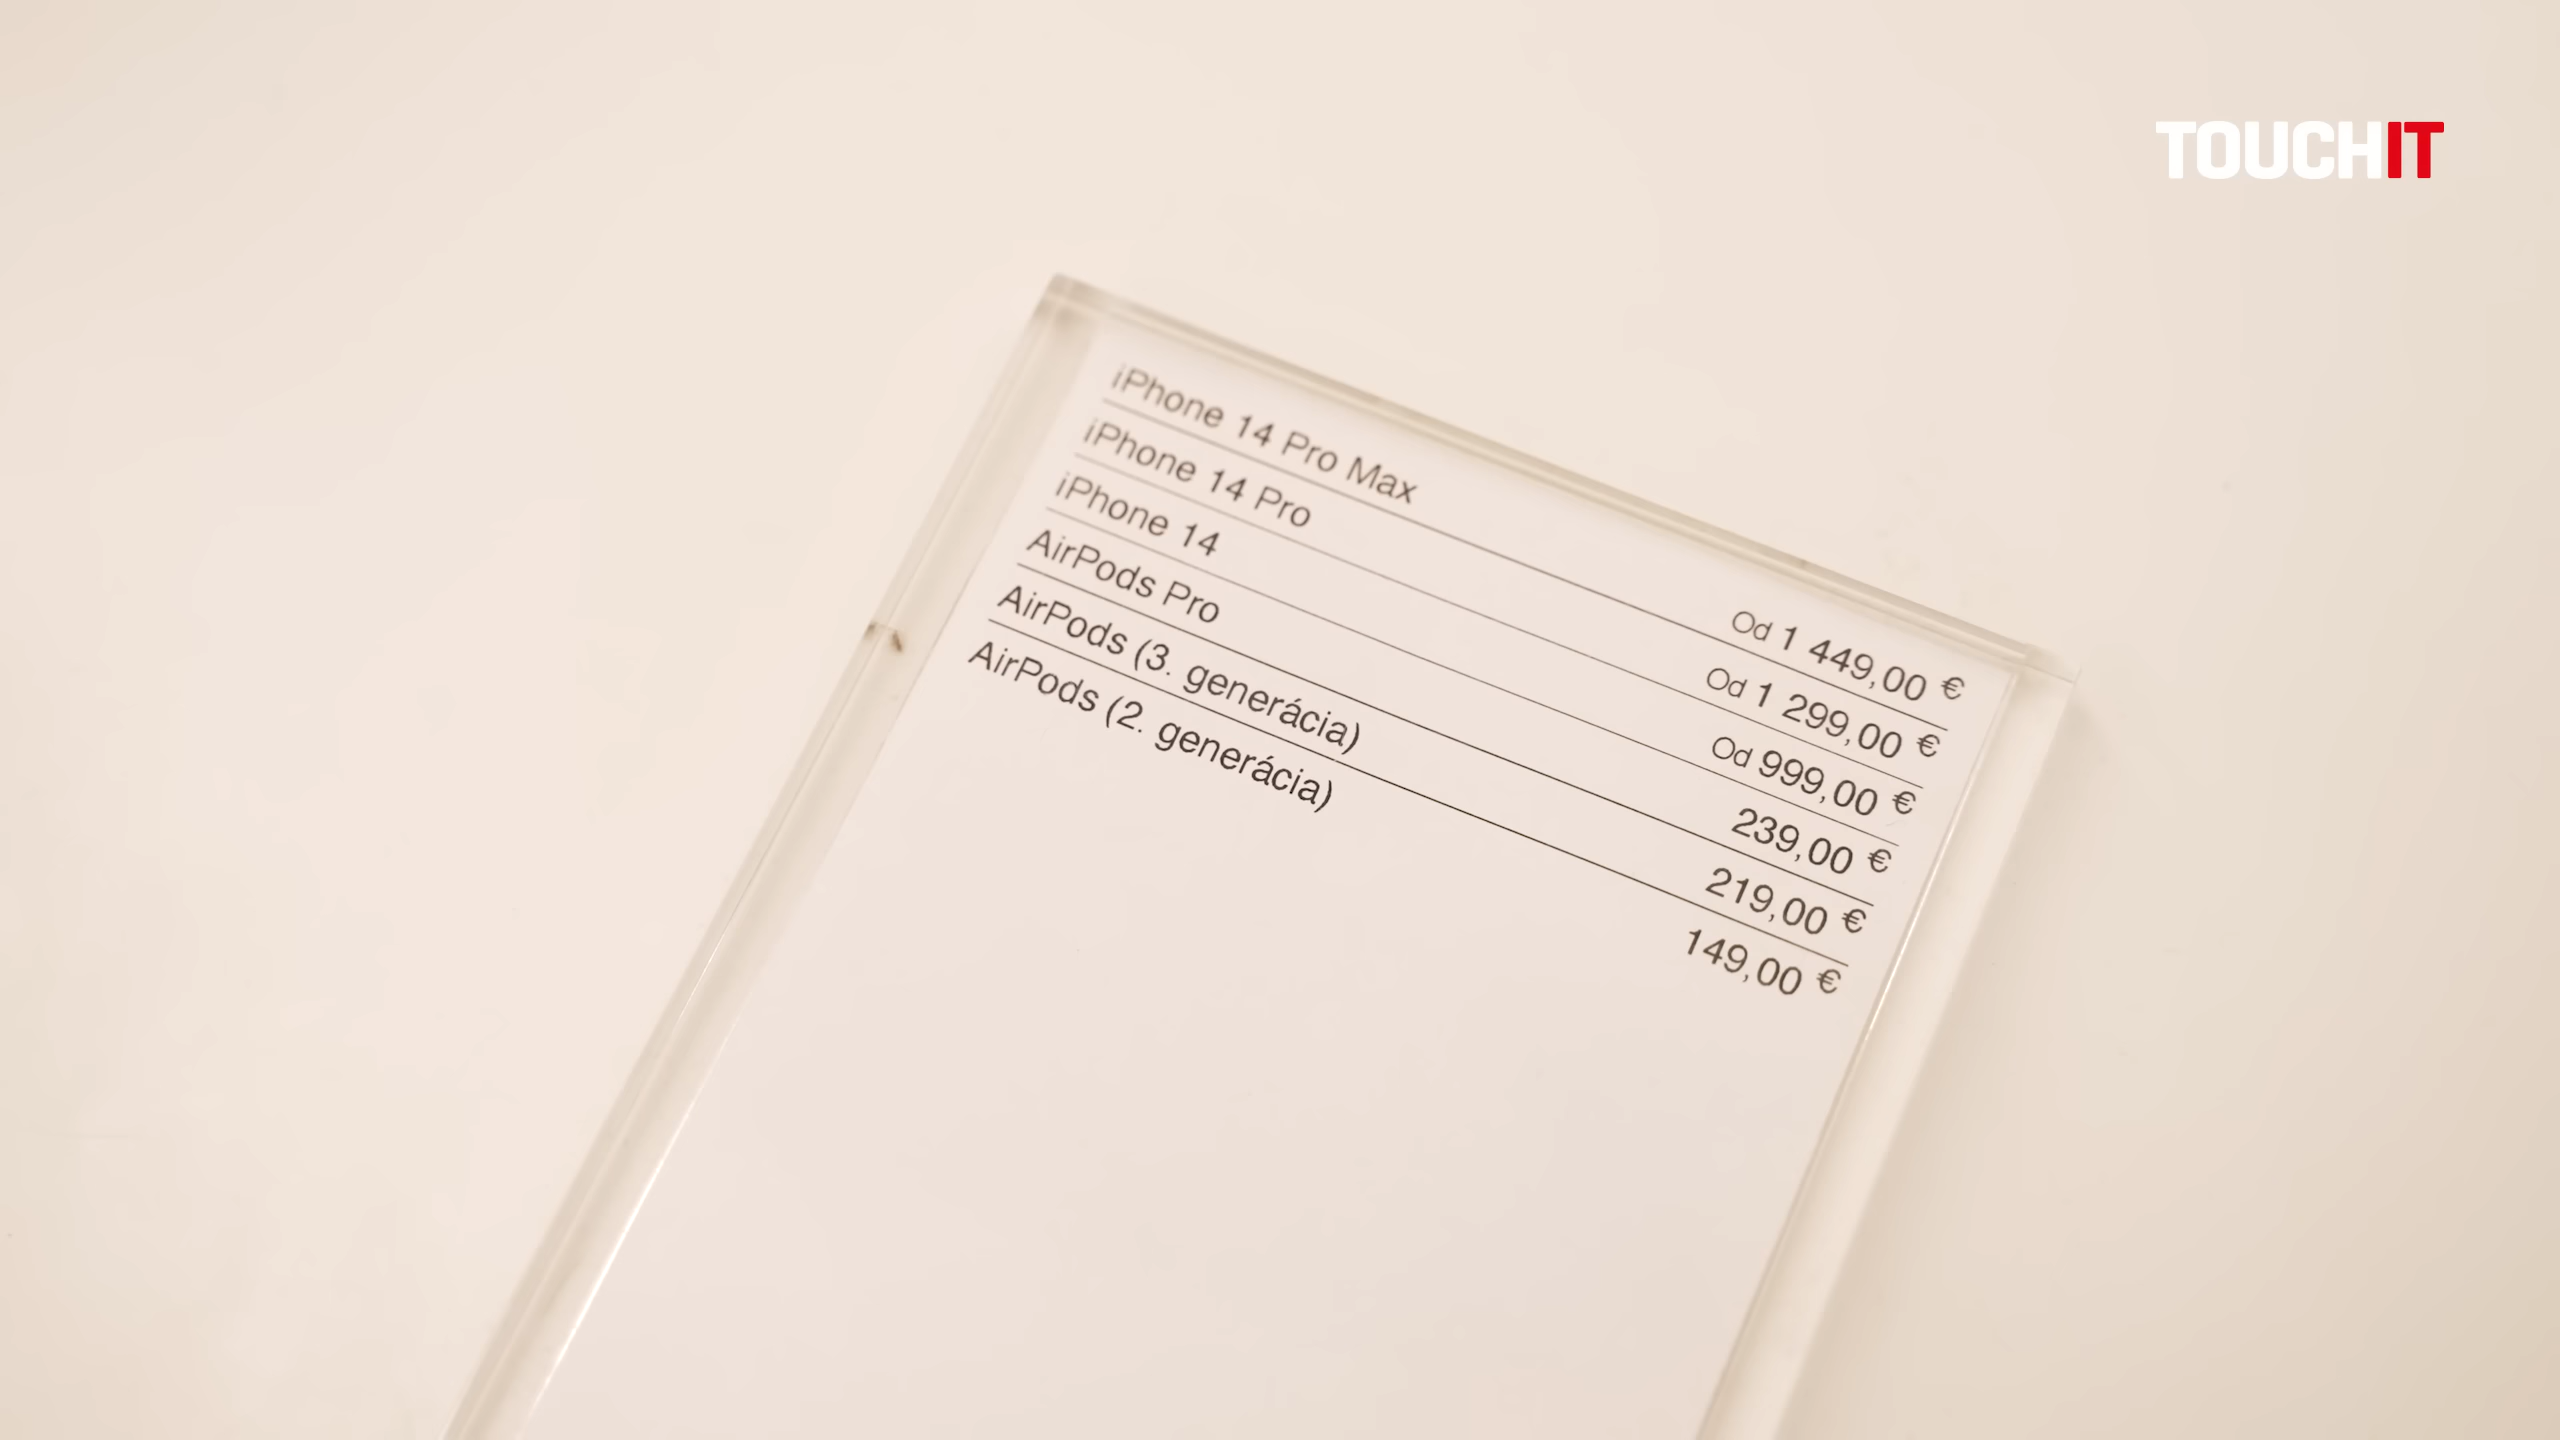 TOUCHIT
iPhone 14 Pro Max Od 1 449,00 €
iPhone 14 Pro Od 1 299,00 €
iPhone 14 Od 999,00 €
AirPods Pro 239,00 €
AirPods (3. generácia) 219,00 €
AirPods (2. generácia) 149,00 €